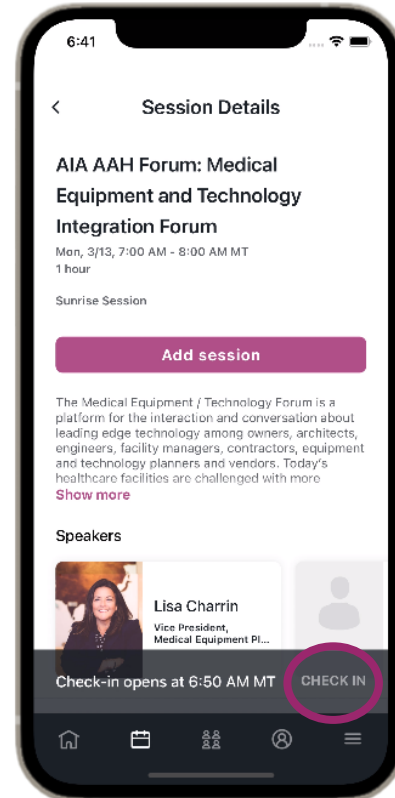 6:41
Session Details
AIA AAH Forum: Medical
Equipment and Technology
Integration Forum
Mon, 3/13, 7:00 AM - 8:00 AM MT
1 hour
Sunrise Session
Add session
The Medical Equipment / Technology Forum is a
platform for the interaction and conversation about
leading edge technology among owners, architects,
engineers, facility managers, contractors, equipment
and technology planners and vendors. Today's
healthcare facilities are challenged with more
Show more
Speakers
Lisa Charrin
Vice President,
Medical Equipment Pl...
Check-in opens at 6:50 AM MT
CHECK IN